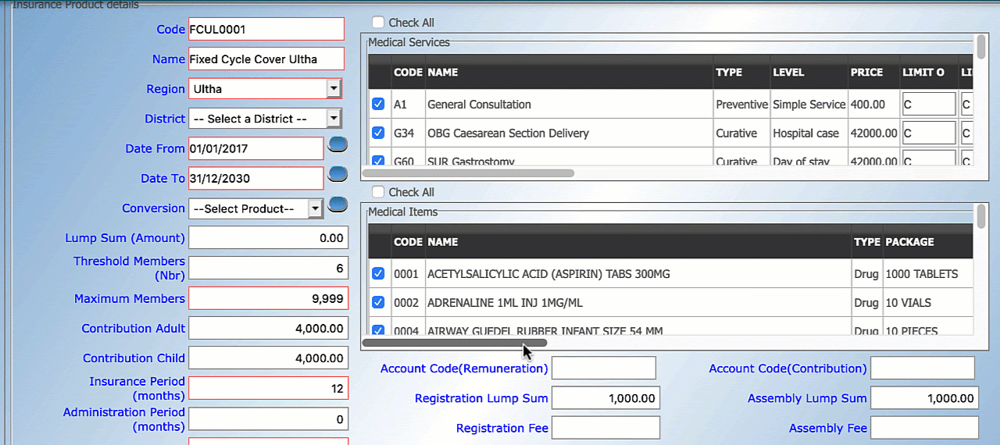 Insurance Product details
Code FCUL0001
Name Fixed Cycle Cover Ultha
Region Ultha
District -- Select a District --
Date From 01/01/2017
Date To 31/12/2030
Conversion --Select Product--
Lump Sum (Amount) 0.00
Threshold Members
(Nbr) 6
Maximum Members 9,999
Contribution Adult 4,000.00
Contribution Child 4,000.00
Insurance Period
(months) 12
Administration Period
(months) 0
Check All
Medical Services
CODE NAME TYPE LEVEL PRICE LIMIT O LI
A1 General Consultation Preventive Simple Service 400.00 C C
G34 OBG Caesarean Section Delivery Curative Hospital case 42000.00 C C
G60 SUR Gastrostomy Curative Day of stay 42000.00 C C
Check All
Medical Items
CODE NAME TYPE PACKAGE
0001 ACETYLSALICYLIC ACID (ASPIRIN) TABS 300MG Drug 1000 TABLETS
0002 ADRENALINE 1ML INJ 1MG/ML Drug 10 VIALS
0004 AIRWAY GUEDEL RUBBER INFANT SIZE 54 MM Drug 10 PIECES
Account Code(Remuneration) Account Code(Contribution)
Registration Lump Sum 1,000.00 Assembly Lump Sum 1,000.00
Registration Fee Assembly Fee